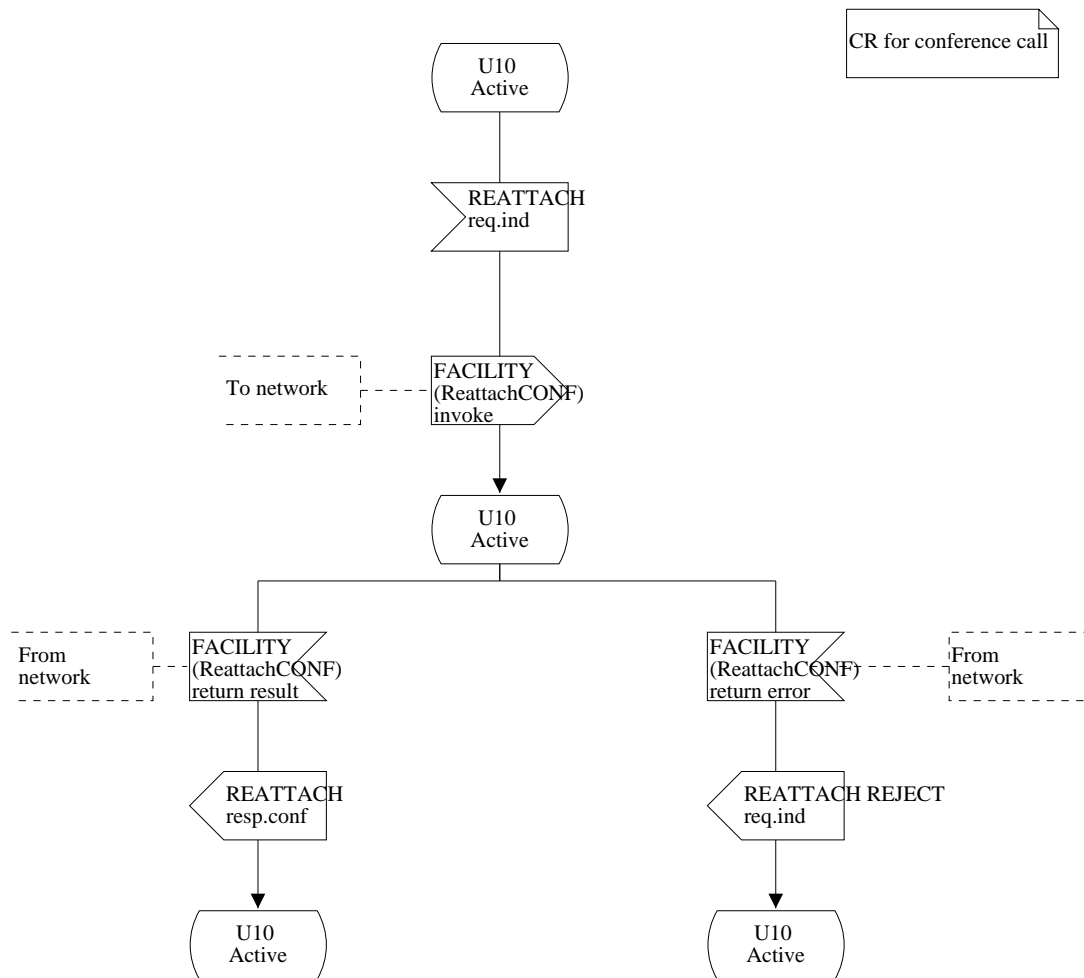 CR for conference call
U10
Active
REATTACH
req.ind
To network
FACILITY
(ReattachCONF)
invoke
U10
Active
From
network
FACILITY
(ReattachCONF)
return result
FACILITY
(ReattachCONF)
return error
From
network
REATTACH
resp.conf
REATTACH REJECT
req.ind
U10
Active
U10
Active